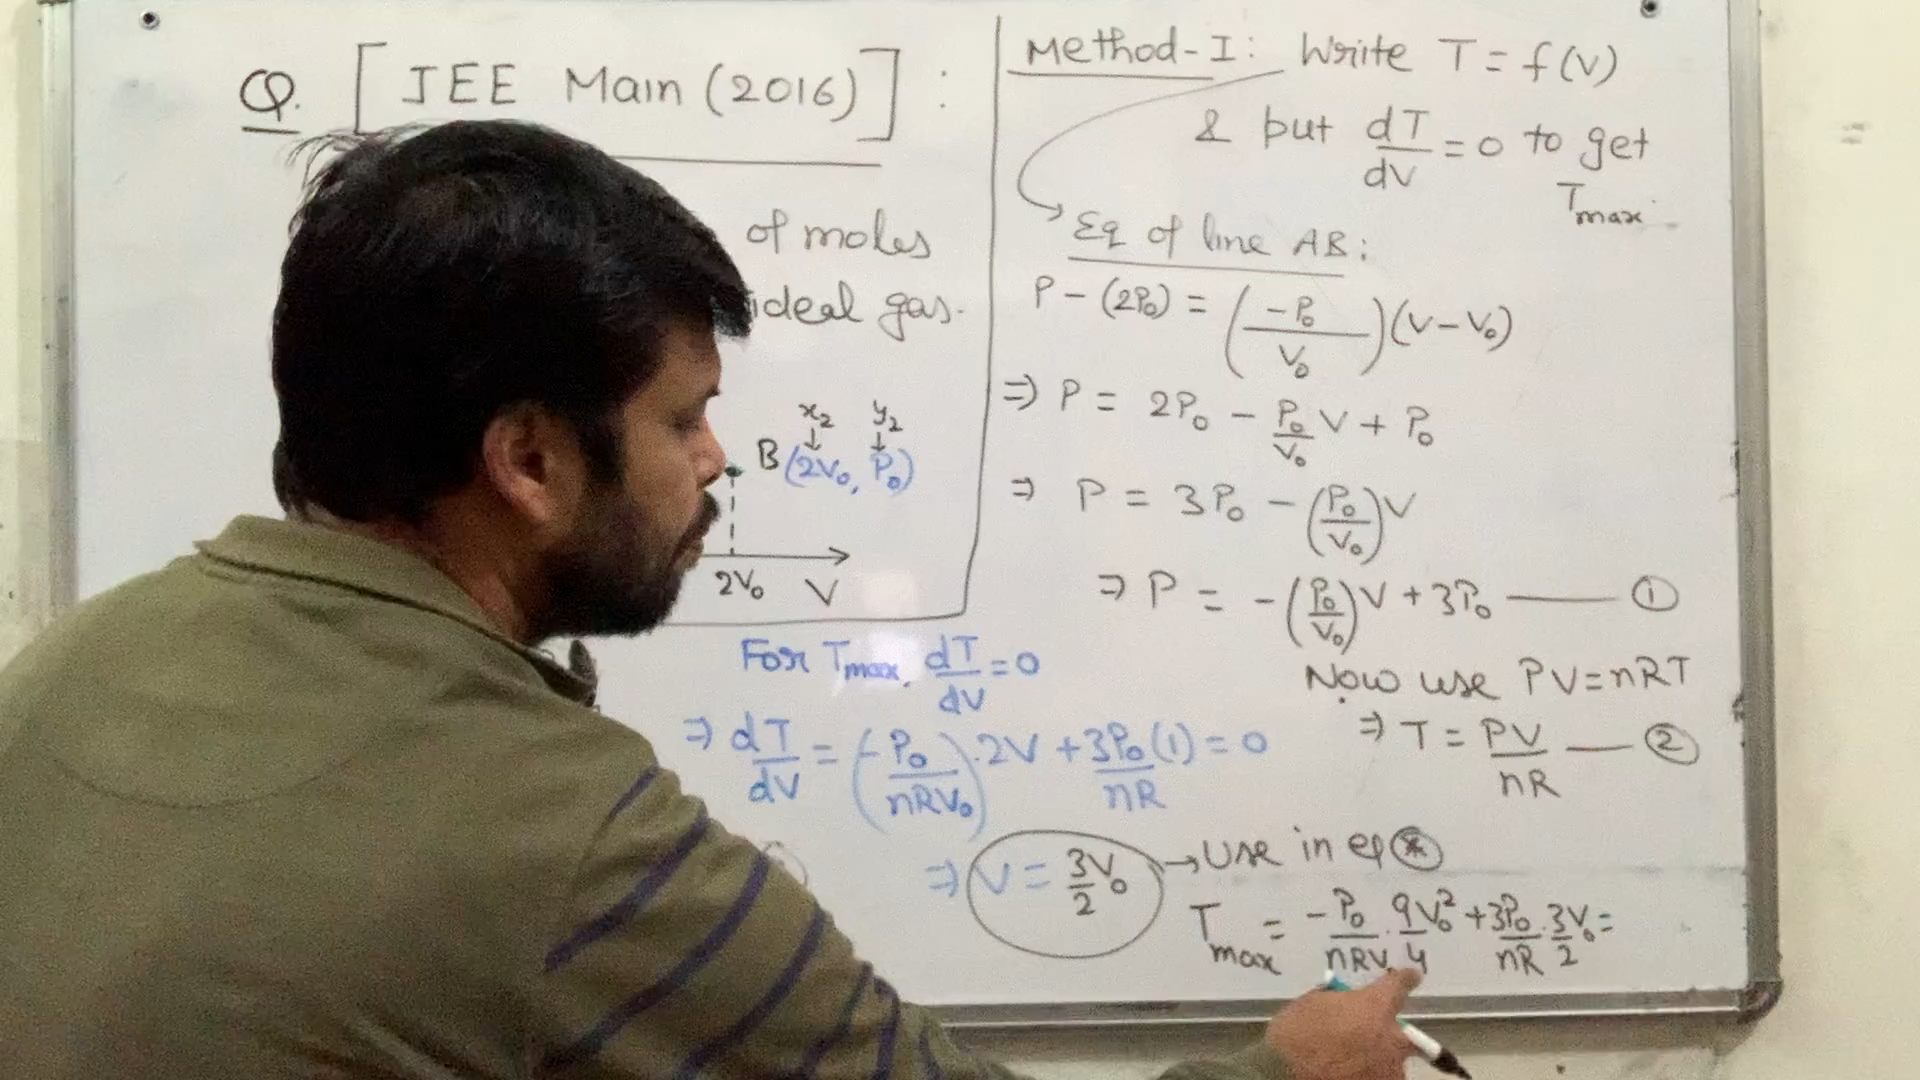 Q. [JEE Main (2016)] :
of moles
ideal gas.
x₂ y₂
↓ ↓
B (2V₀, P₀)
2V₀ V
Method-I: Write T = f(V)
& put dT/dV = 0 to get
Tmax.
Eq of line AB:
P - (2P₀) = (-P₀/V₀)(V - V₀)
⇒ P = 2P₀ - P₀/V₀ V + P₀
⇒ P = 3P₀ - (P₀/V₀)V
⇒ P = -(P₀/V₀)V + 3P₀ —— ①
Now use PV = nRT
⇒ T = PV/nR —— ②
For Tmax, dT/dV = 0
⇒ dT/dV = (-P₀/nRV₀).2V + 3P₀(1)/nR = 0
⇒ V = 3V₀/2 → Use in eq ⊛
Tmax = -P₀/nRV₀ . 9V₀²/4 + 3P₀/nR . 3V₀/2 =